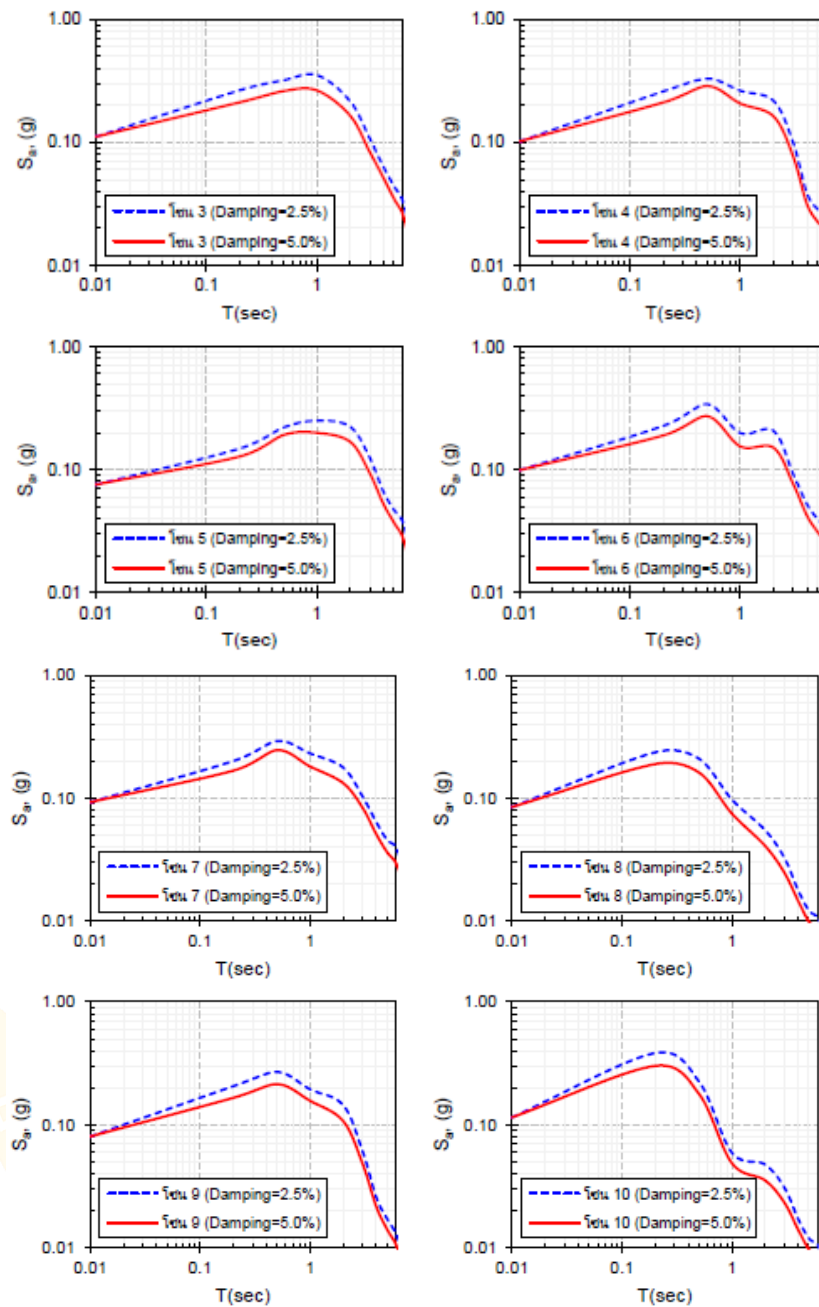 1.00
0.10
0.01
Sa, (g)
โซน 3 (Damping=2.5%)
โซน 3 (Damping=5.0%)
0.01
0.1
1
T(sec)
1.00
0.10
0.01
Sa, (g)
โซน 4 (Damping=2.5%)
โซน 4 (Damping=5.0%)
0.01
0.1
1
T(sec)
1.00
0.10
0.01
Sa, (g)
โซน 5 (Damping=2.5%)
โซน 5 (Damping=5.0%)
0.01
0.1
1
T(sec)
1.00
0.10
0.01
Sa, (g)
โซน 6 (Damping=2.5%)
โซน 6 (Damping=5.0%)
0.01
0.1
1
T(sec)
1.00
0.10
0.01
Sa, (g)
โซน 7 (Damping=2.5%)
โซน 7 (Damping=5.0%)
0.01
0.1
1
T(sec)
1.00
0.10
0.01
Sa, (g)
โซน 8 (Damping=2.5%)
โซน 8 (Damping=5.0%)
0.01
0.1
1
T(sec)
1.00
0.10
0.01
Sa, (g)
โซน 9 (Damping=2.5%)
โซน 9 (Damping=5.0%)
0.01
0.1
1
T(sec)
1.00
0.10
0.01
Sa, (g)
โซน 10 (Damping=2.5%)
โซน 10 (Damping=5.0%)
0.01
0.1
1
T(sec)